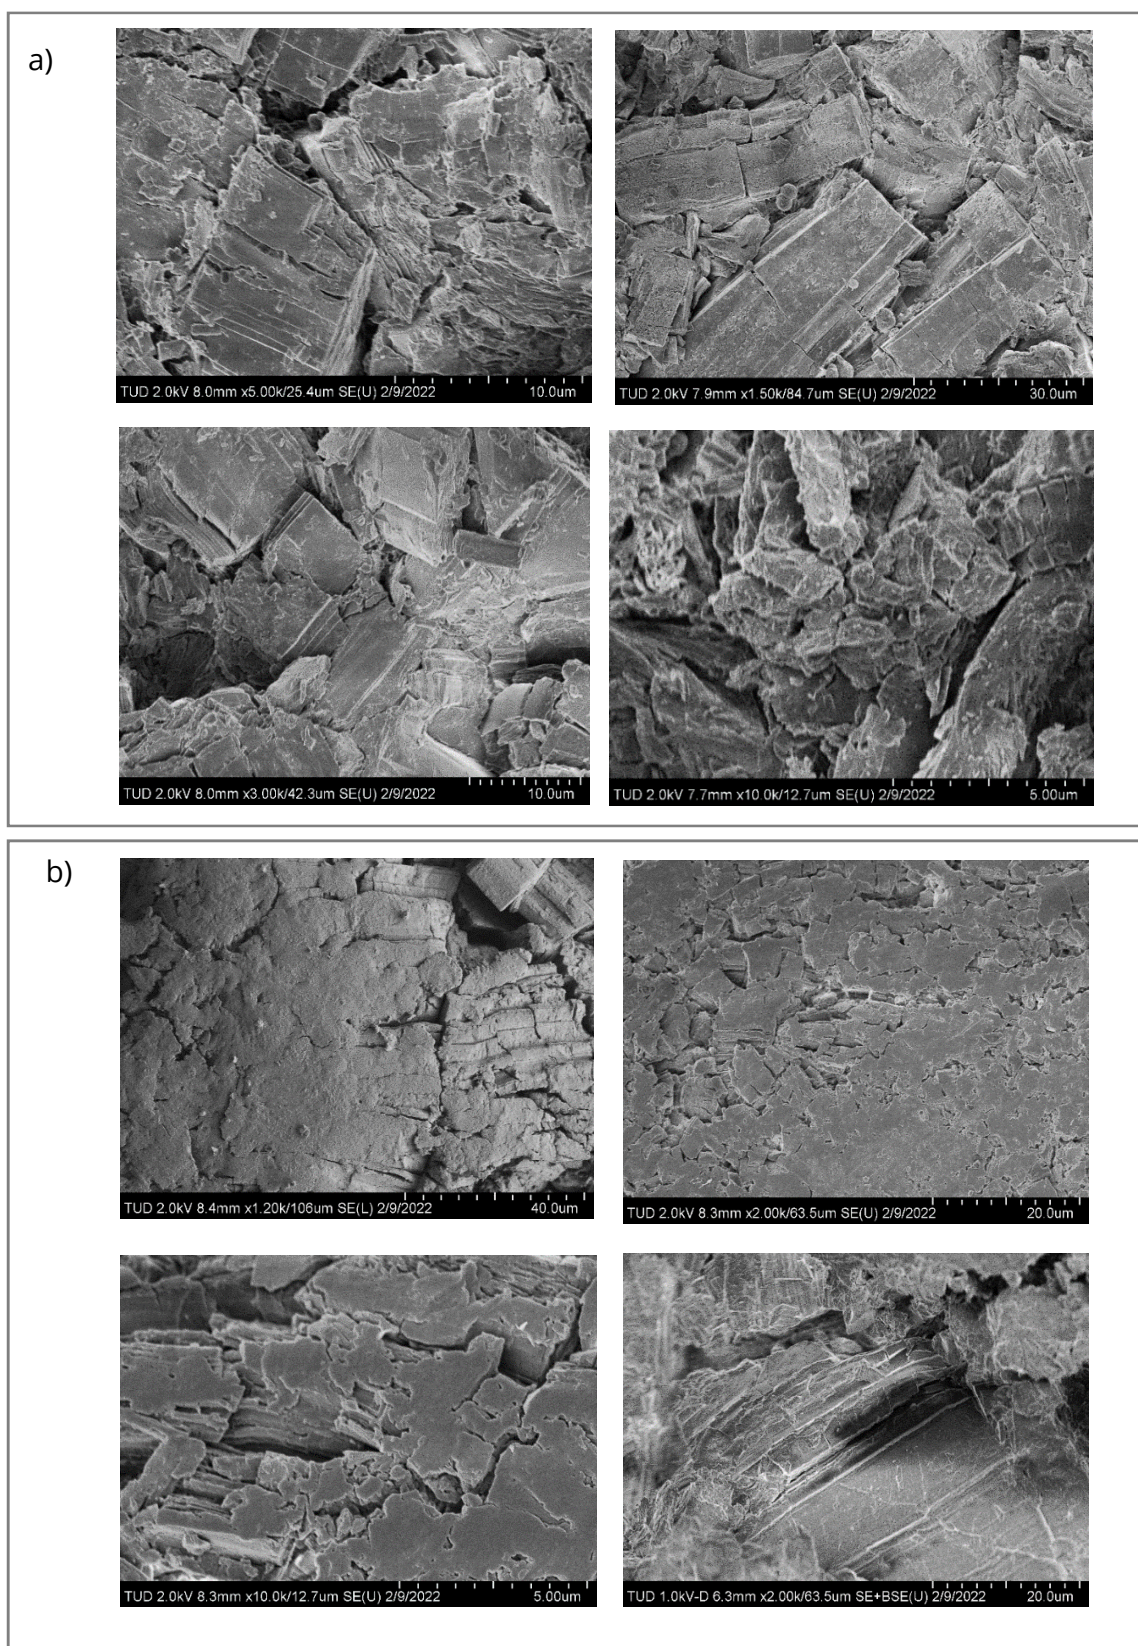 a)
TUD 2.0kV 8.0mm x5.00k/25.4um SE(U) 2/9/2022 10.0um
TUD 2.0kV 7.9mm x1.50k/84.7um SE(U) 2/9/2022 30.0um
TUD 2.0kV 8.0mm x3.00k/42.3um SE(U) 2/9/2022 10.0um
TUD 2.0kV 7.7mm x10.0k/12.7um SE(U) 2/9/2022 5.00um
b)
TUD 2.0kV 8.4mm x1.20k/106um SE(L) 2/9/2022 40.0um
TUD 2.0kV 8.3mm x2.00k/63.5um SE(U) 2/9/2022 20.0um
TUD 2.0kV 8.3mm x10.0k/12.7um SE(U) 2/9/2022 5.00um
TUD 1.0kV-D 6.3mm x2.00k/63.5um SE+BSE(U) 2/9/2022 20.0um